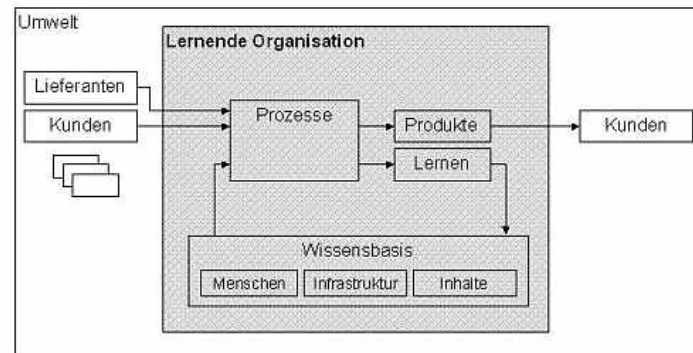 Umwelt
Lernende Organisation
Lieferanten
Kunden
Prozesse
Produkte
Lernen
Kunden
Wissensbasis
Menschen
Infrastruktur
Inhalte